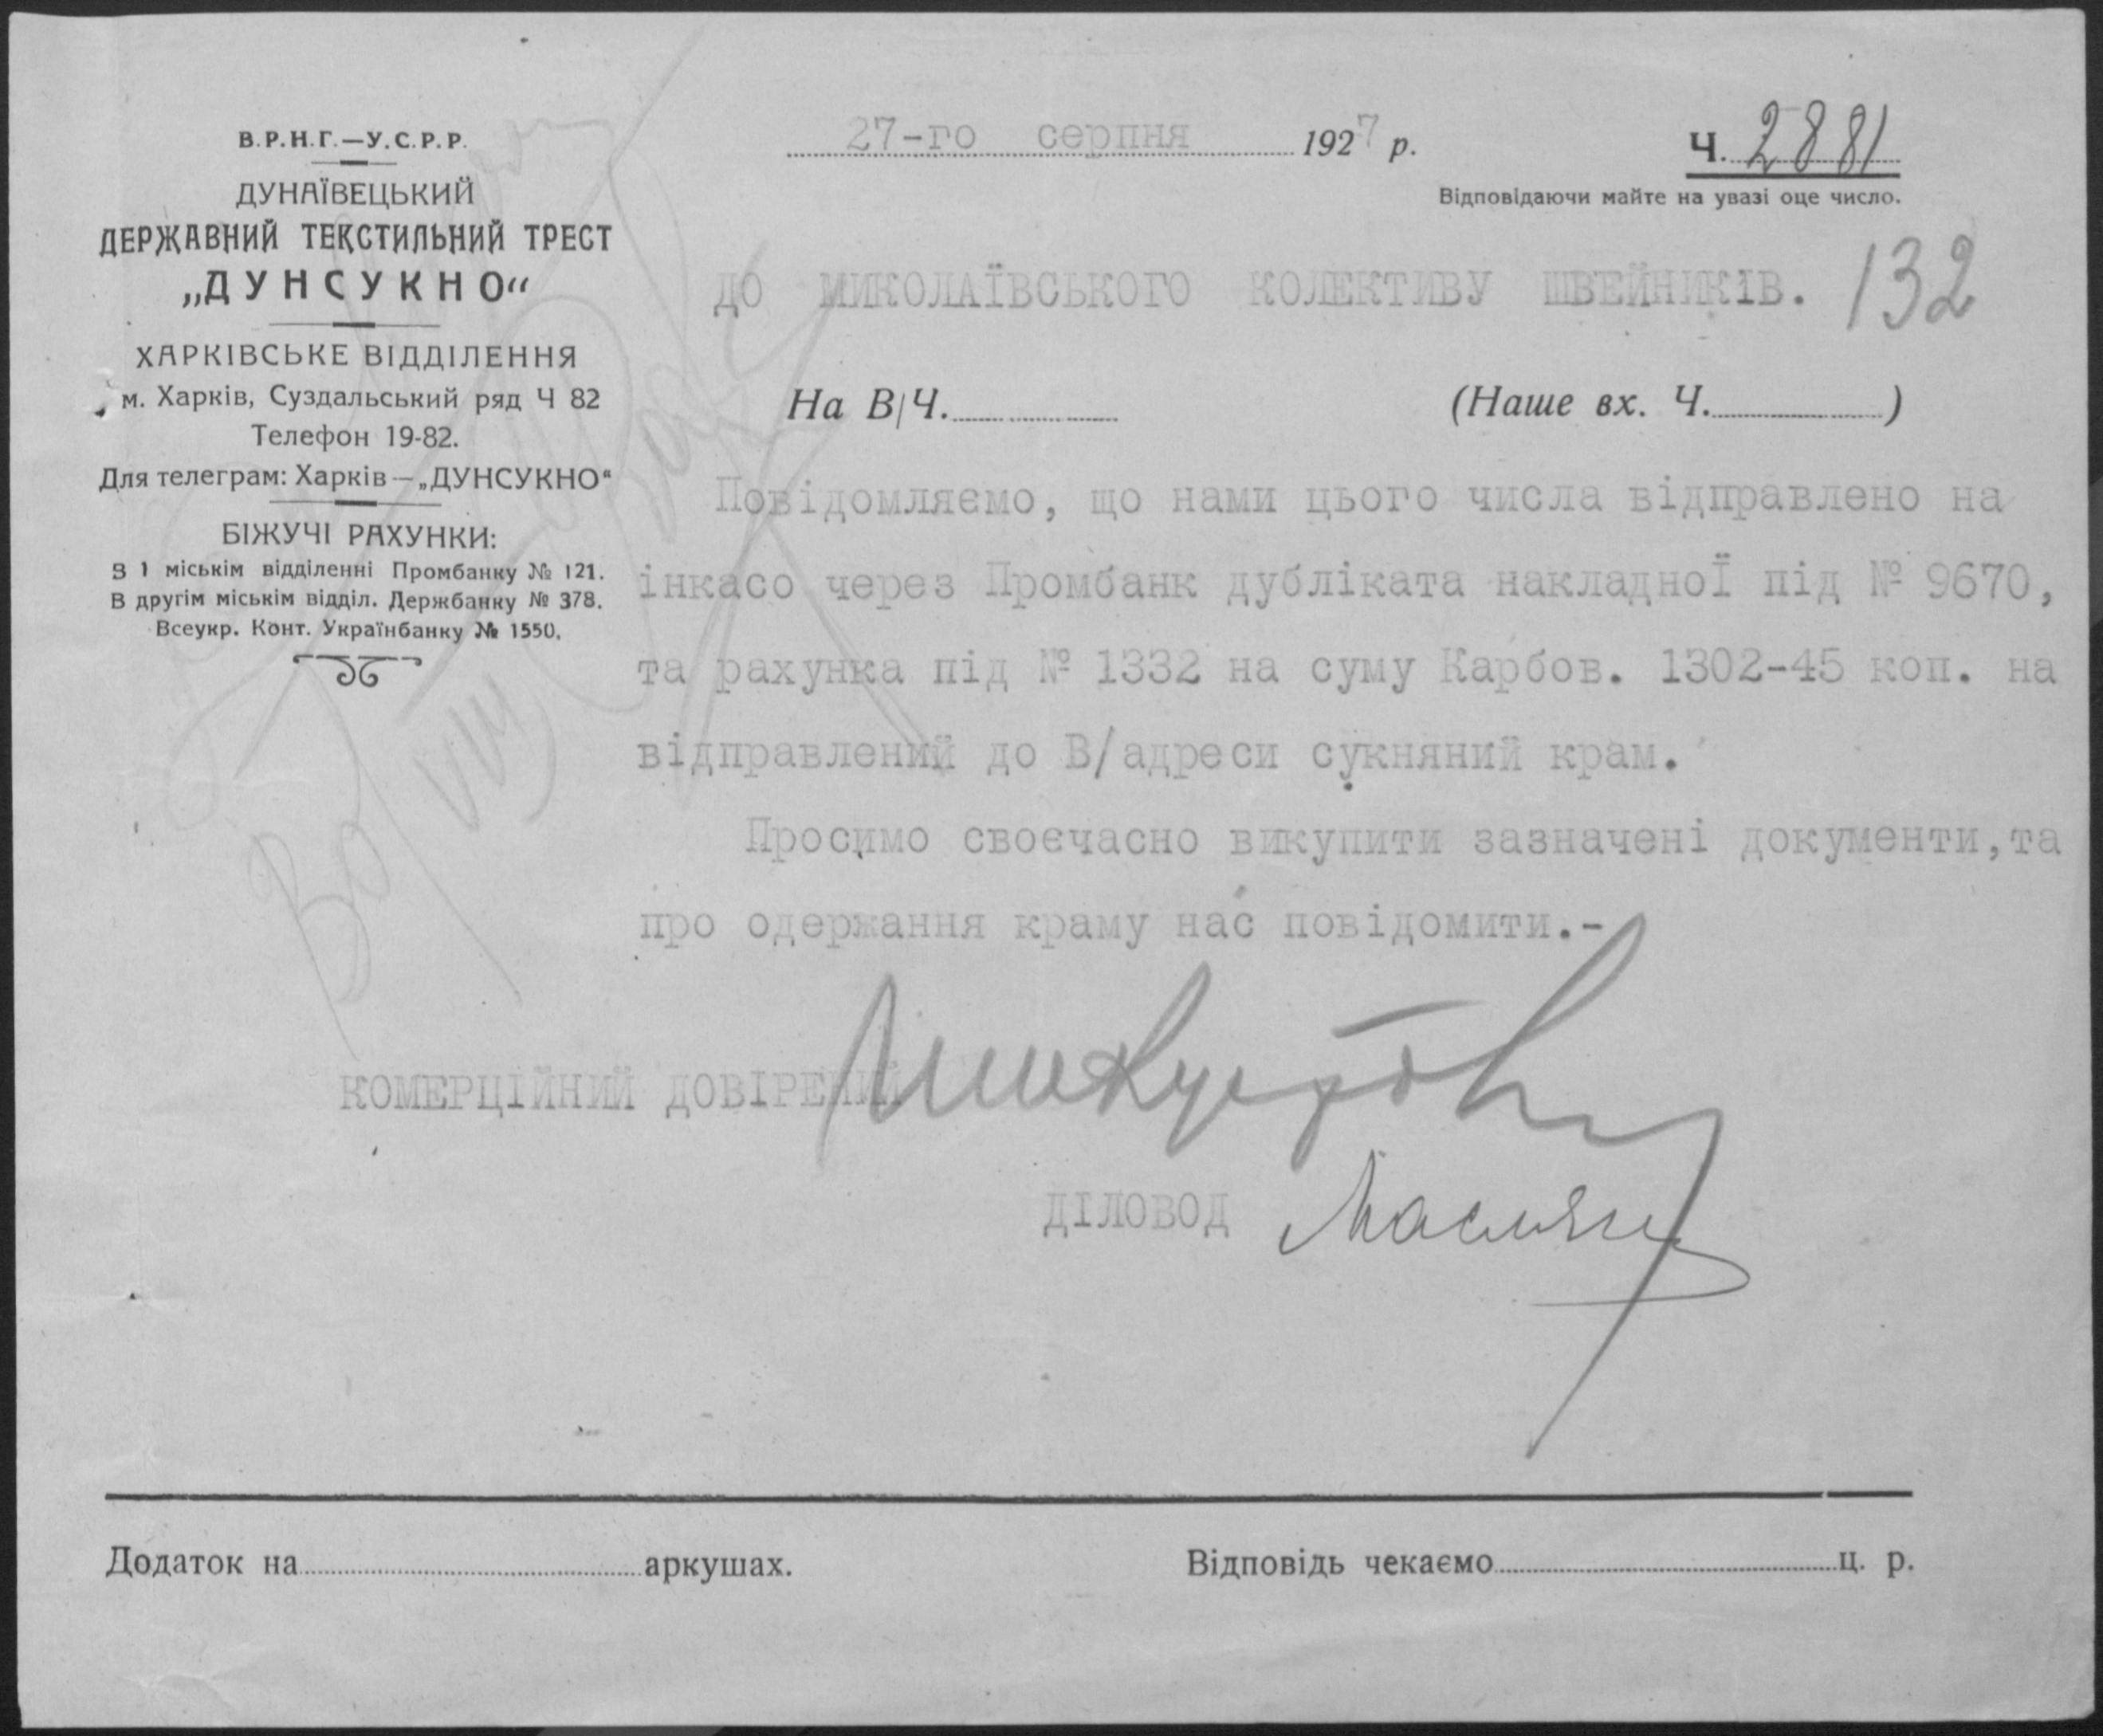 В.Р.Н.Г.—У.С.Р.Р.
ДУНАЇВЕЦЬКИЙ
ДЕРЖАВНИЙ ТЕКСТИЛЬНИЙ ТРЕСТ
„ДУНСУКНО“
ХАРКІВСЬКЕ ВІДДІЛЕННЯ
м. Харків, Суздальський ряд Ч 82
Телефон 19-82.
Для телеграм: Харків—„ДУНСУКНО“
БІЖУЧІ РАХУНКИ:
В 1 міськім відділенні Промбанку № 121.
В другім міськім відділ. Держбанку № 378.
Всеукр. Конт. Українбанку № 1550.
27-го серпня 1927 р.
Ч. 2881
Відповідаючи майте на увазі оце число.
ДО МИКОЛАЇВСЬКОГО КОЛЕКТИВУ ШВЕЙНИКІВ. 132
На В/Ч. (Наше вх. Ч. )
Повідомляємо, що нами цього числа відправлено на
інкасо через Промбанк дубліката накладної під № 9670,
та рахунка під № 1332 на суму Карбов. 1302-45 коп. на
відправлений до В/адреси сукняний крам.
Просимо своєчасно викупити зазначені документи,та
про одержання краму нас повідомити.-
КОМЕРЦІЙНИЙ ДОВІРЕНИЙ
ДІЛОВОД
Додаток на аркушах. Відповідь чекаємо ц. р.